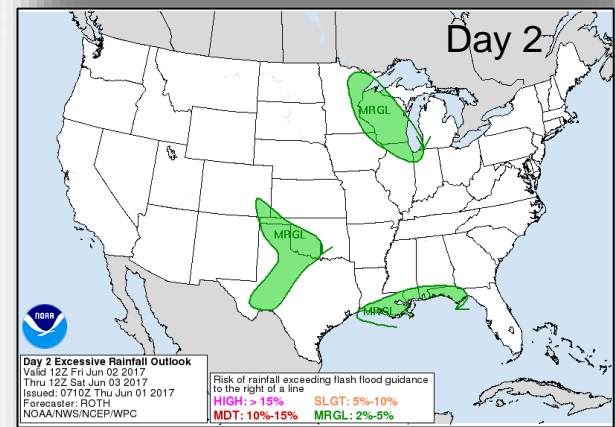 Day 2
MRGL
MRGL
MRGL
NOAA
Day 2 Excessive Rainfall Outlook
Valid 12Z Fri Jun 02 2017
Thru 12Z Sat Jun 03 2017
Issued: 0710Z Thu Jun 01 2017
Forecaster: ROTH
NOAA/NWS/NCEP/WPC
Risk of rainfall exceeding flash flood guidance
to the right of a line
HIGH: > 15% SLGT: 5%-10%
MDT: 10%-15% MRGL: 2%-5%